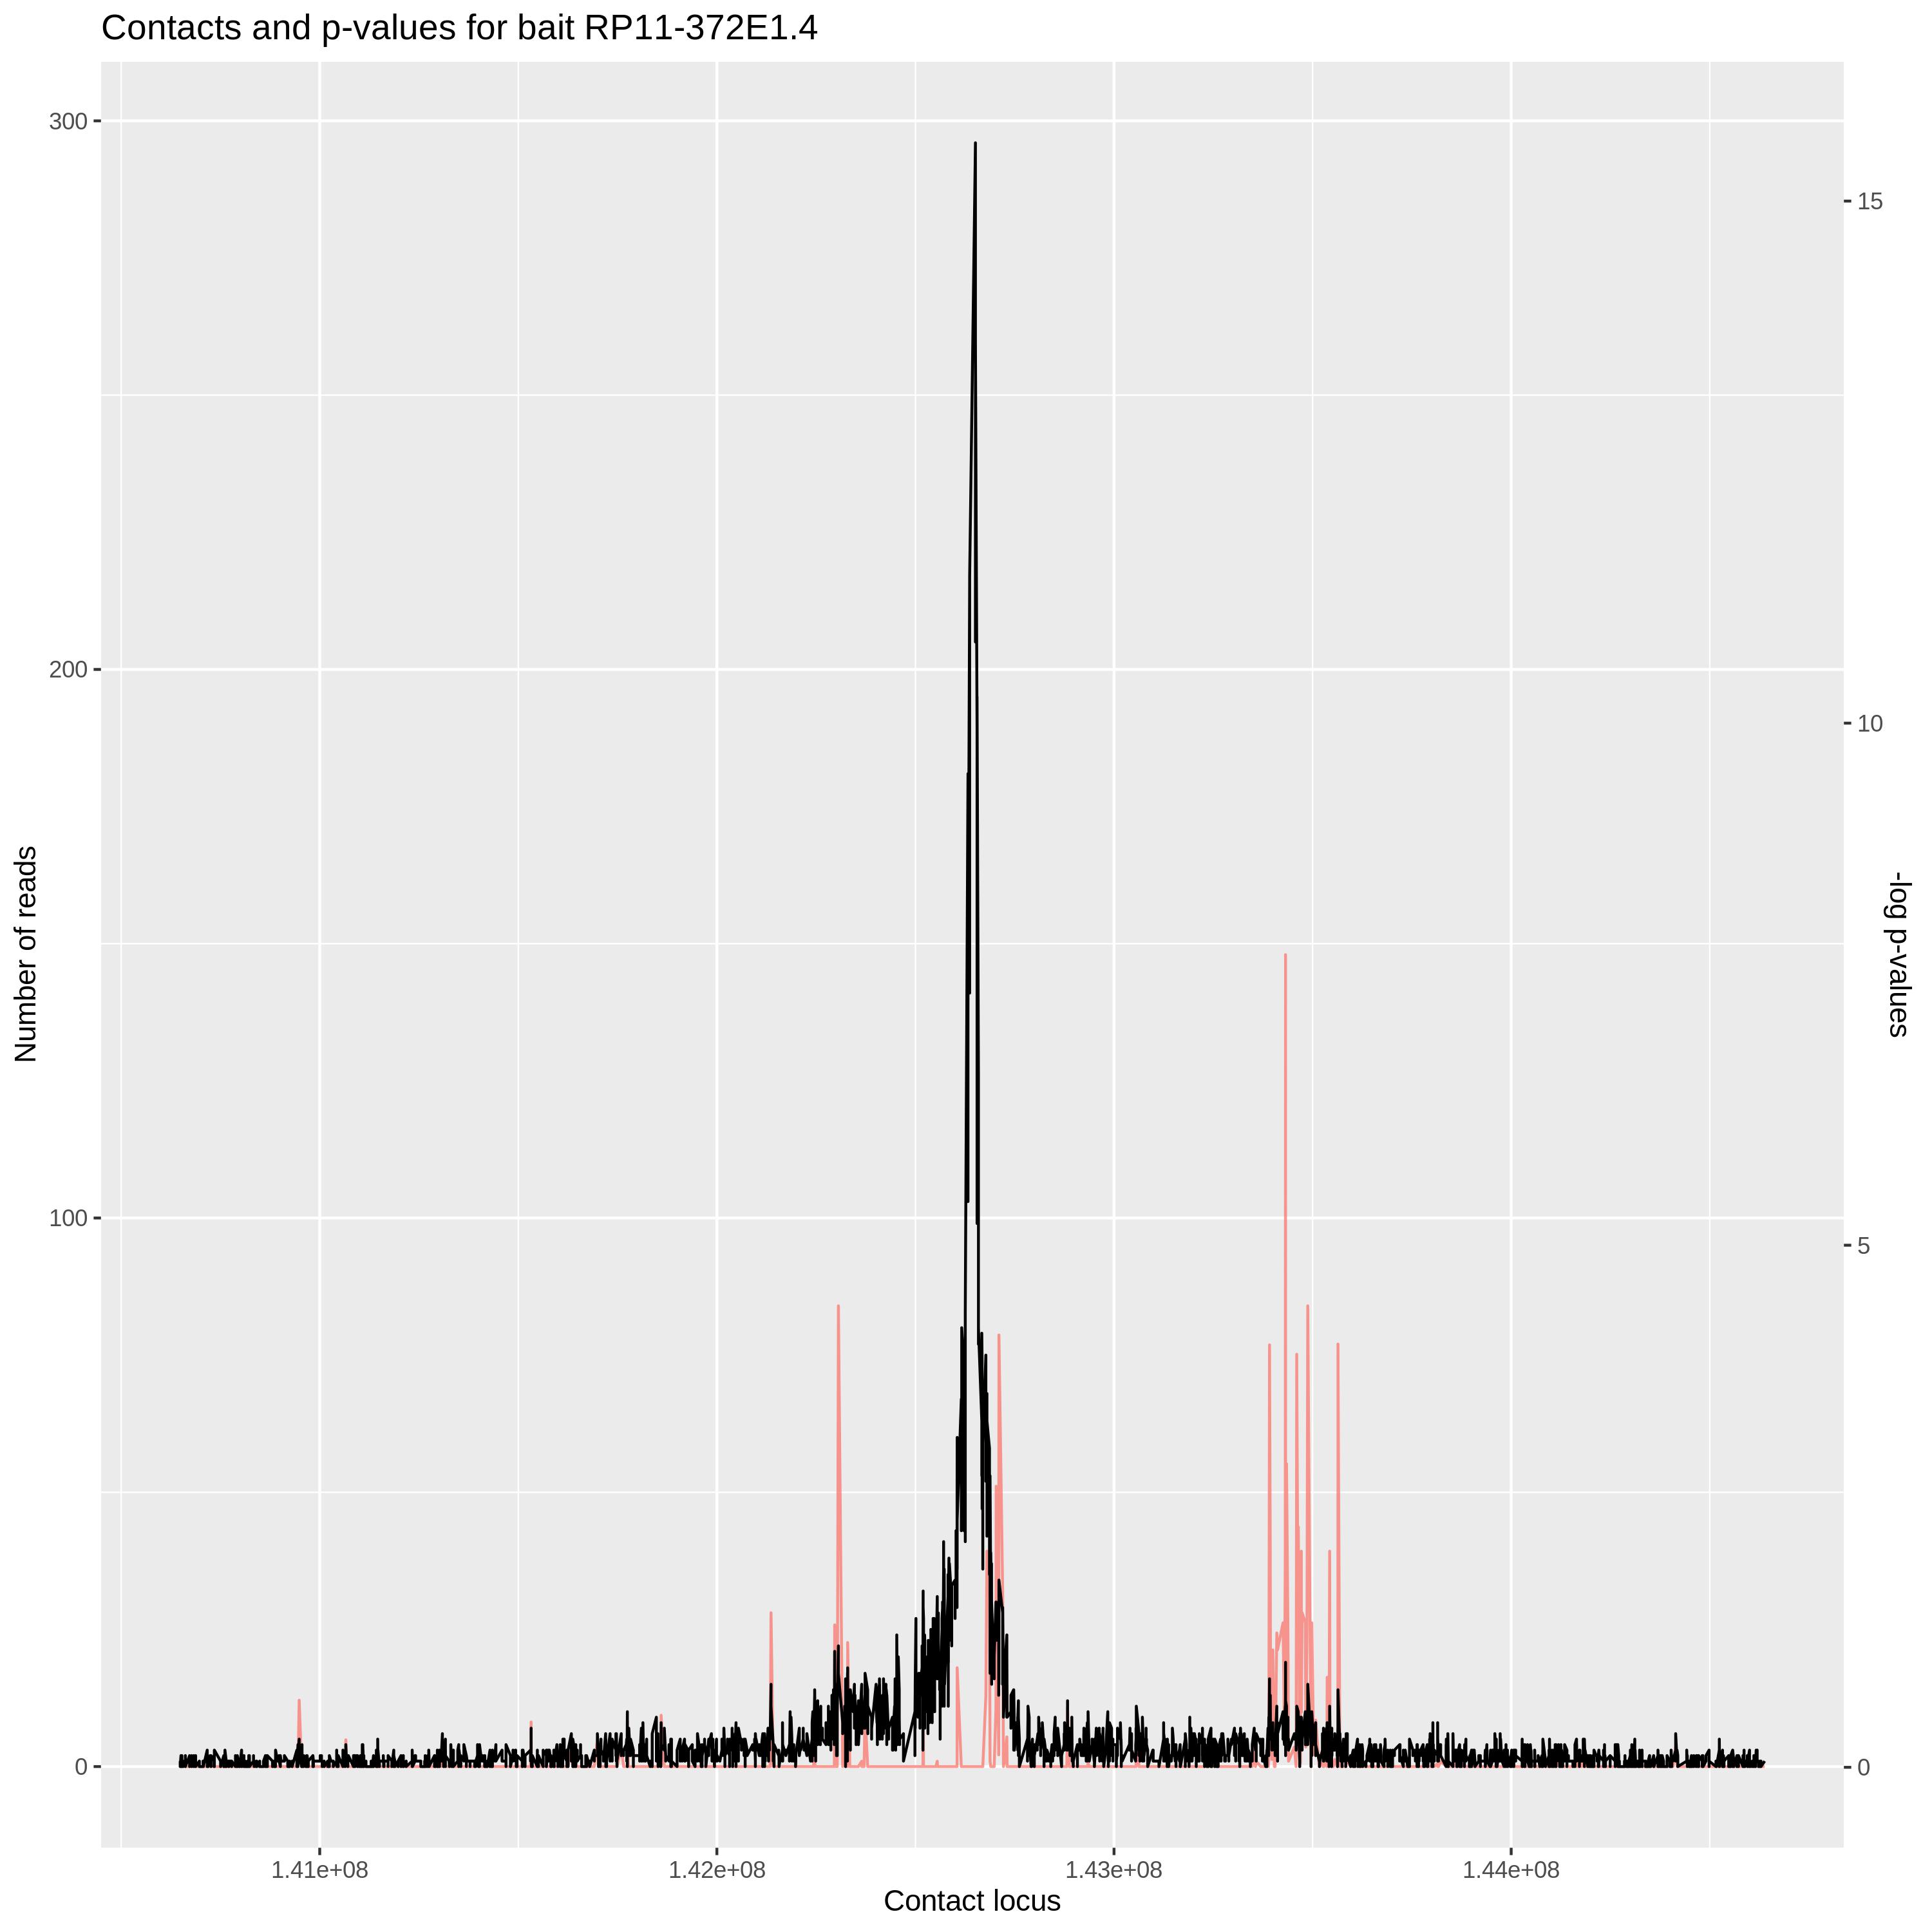 Contacts and p-values for bait RP11-372E1.4
300
200
100
0
Number of reads
15
10
5
0
-log p-values
1.41e+08
1.42e+08
1.43e+08
1.44e+08
Contact locus